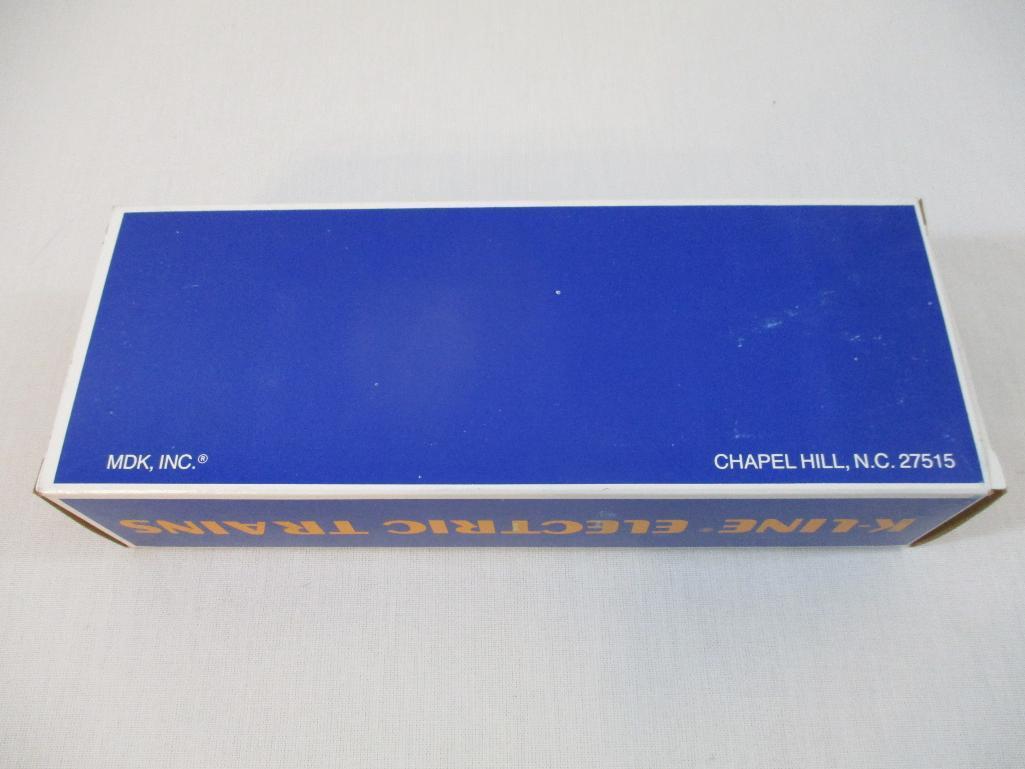 MDK, INC.®
CHAPEL HILL, N.C. 27515
K-LINE® ELECTRIC TRAINS